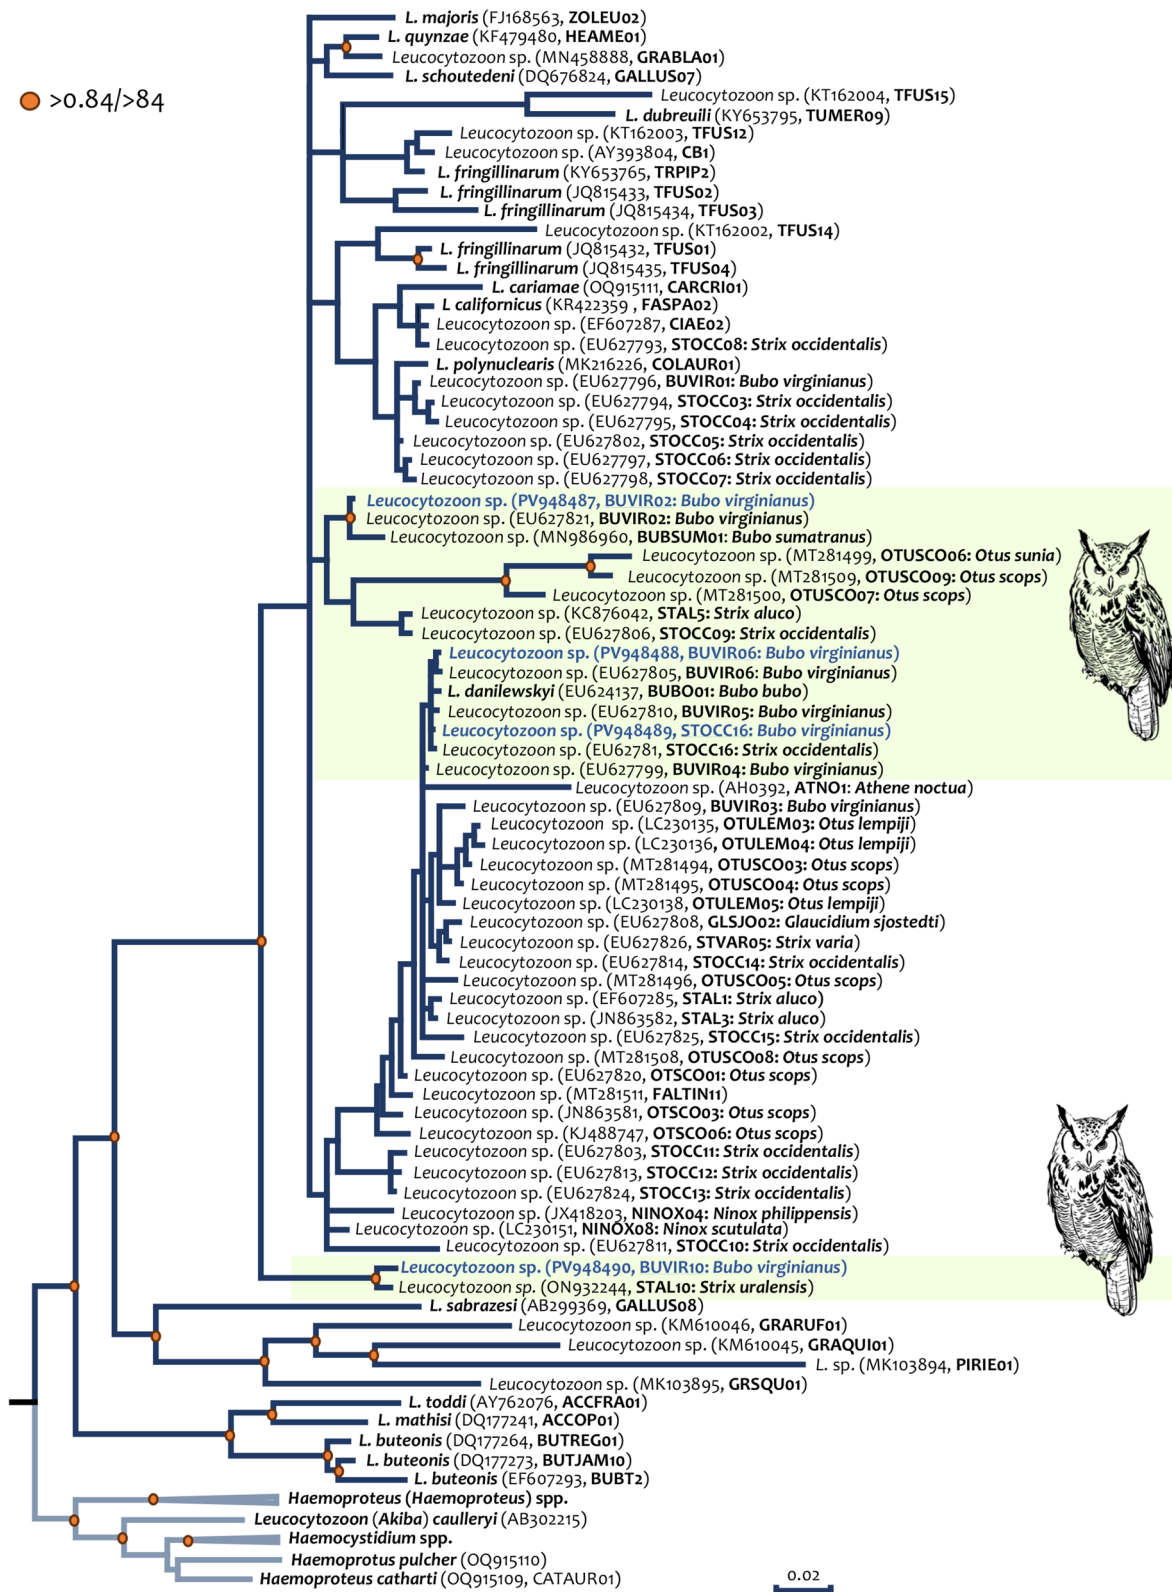 L. majoris (FJ168563, ZOLEU02)
L. quynzae (KF479480, HEAME01)
Leucocytozoon sp. (MN458888, GRABLA01)
L. schoutedeni (DQ676824, GALLUS07)
>0.84/>84
Leucocytozoon sp. (KT162004, TFUS15)
L. dubreuili (KY653795, TUMER09)
Leucocytozoon sp. (KT162003, TFUS12)
Leucocytozoon sp. (AY393804, CB1)
L. fringillinarum (KY653765, TRPIP2)
L. fringillinarum (JQ815433, TFUS02)
L. fringillinarum (JQ815434, TFUS03)
Leucocytozoon sp. (KT162002, TFUS14)
L. fringillinarum (JQ815432, TFUS01)
L. fringillinarum (JQ815435, TFUS04)
L. cariamae (OQ915111, CARCRI01)
L californicus (KR422359 , FASPA02)
Leucocytozoon sp. (EF607287, CIAE02)
Leucocytozoon sp. (EU627793, STOCC08: Strix occidentalis)
L. polynuclearis (MK216226, COLAUR01)
Leucocytozoon sp. (EU627796, BUVIR01: Bubo virginianus)
Leucocytozoon sp. (EU627794, STOCC03: Strix occidentalis)
Leucocytozoon sp. (EU627795, STOCC04: Strix occidentalis)
Leucocytozoon sp. (EU627802, STOCC05: Strix occidentalis)
Leucocytozoon sp. (EU627797, STOCC06: Strix occidentalis)
Leucocytozoon sp. (EU627798, STOCC07: Strix occidentalis)
Leucocytozoon sp. (PV948487, BUVIR02: Bubo virginianus)
Leucocytozoon sp. (EU627821, BUVIR02: Bubo virginianus)
Leucocytozoon sp. (MN986960, BUBSUM01: Bubo sumatranus)
Leucocytozoon sp. (MT281499, OTUSCO06: Otus sunia)
Leucocytozoon sp. (MT281509, OTUSCO09: Otus scops)
Leucocytozoon sp. (MT281500, OTUSCO07: Otus scops)
Leucocytozoon sp. (KC876042, STAL5: Strix aluco)
Leucocytozoon sp. (EU627806, STOCC09: Strix occidentalis)
Leucocytozoon sp. (PV948488, BUVIR06: Bubo virginianus)
Leucocytozoon sp. (EU627805, BUVIR06: Bubo virginianus)
L. danilewskyi (EU624137, BUBO01: Bubo bubo)
Leucocytozoon sp. (EU627810, BUVIR05: Bubo virginianus)
Leucocytozoon sp. (PV948489, STOCC16: Bubo virginianus)
Leucocytozoon sp. (EU62781, STOCC16: Strix occidentalis)
Leucocytozoon sp. (EU627799, BUVIR04: Bubo virginianus)
Leucocytozoon sp. (AH0392, ATNO1: Athene noctua)
Leucocytozoon sp. (EU627809, BUVIR03: Bubo virginianus)
Leucocytozoon sp. (LC230135, OTULEM03: Otus lempiji)
Leucocytozoon sp. (LC230136, OTULEM04: Otus lempiji)
Leucocytozoon sp. (MT281494, OTUSCO03: Otus scops)
Leucocytozoon sp. (MT281495, OTUSCO04: Otus scops)
Leucocytozoon sp. (LC230138, OTULEM05: Otus lempiji)
Leucocytozoon sp. (EU627808, GLSJO02: Glaucidium sjostedti)
Leucocytozoon sp. (EU627826, STVAR05: Strix varia)
Leucocytozoon sp. (EU627814, STOCC14: Strix occidentalis)
Leucocytozoon sp. (MT281496, OTUSCO05: Otus scops)
Leucocytozoon sp. (EF607285, STAL1: Strix aluco)
Leucocytozoon sp. (JN863582, STAL3: Strix aluco)
Leucocytozoon sp. (EU627825, STOCC15: Strix occidentalis)
Leucocytozoon sp. (MT281508, OTUSCO08: Otus scops)
Leucocytozoon sp. (EU627820, OTSCO01: Otus scops)
Leucocytozoon sp. (MT281511, FALTIN11)
Leucocytozoon sp. (JN863581, OTSCO03: Otus scops)
Leucocytozoon sp. (KJ488747, OTSCO06: Otus scops)
Leucocytozoon sp. (EU627803, STOCC11: Strix occidentalis)
Leucocytozoon sp. (EU627813, STOCC12: Strix occidentalis)
Leucocytozoon sp. (EU627824, STOCC13: Strix occidentalis)
Leucocytozoon sp. (JX418203, NINOX04: Ninox philippensis)
Leucocytozoon sp. (LC230151, NINOX08: Ninox scutulata)
Leucocytozoon sp. (EU627811, STOCC10: Strix occidentalis)
Leucocytozoon sp. (PV948490, BUVIR10: Bubo virginianus)
Leucocytozoon sp. (ON932244, STAL10: Strix uralensis)
L. sabrazesi (AB299369, GALLUS08)
Leucocytozoon sp. (KM610046, GRARUF01)
Leucocytozoon sp. (KM610045, GRAQUI01)
L. sp. (MK103894, PIRIE01)
Leucocytozoon sp. (MK103895, GRSQU01)
L. toddi (AY762076, ACCFRA01)
L. mathisi (DQ177241, ACCOP01)
L. buteonis (DQ177264, BUTREG01)
L. buteonis (DQ177273, BUTJAM10)
L. buteonis (EF607293, BUBT2)
Haemoproteus (Haemoproteus) spp.
Leucocytozoon (Akiba) caulleryi (AB302215)
Haemocystidium spp.
Haemoprotus pulcher (OQ915110)
Haemoproteus catharti (OQ915109, CATAUR01)
0.02